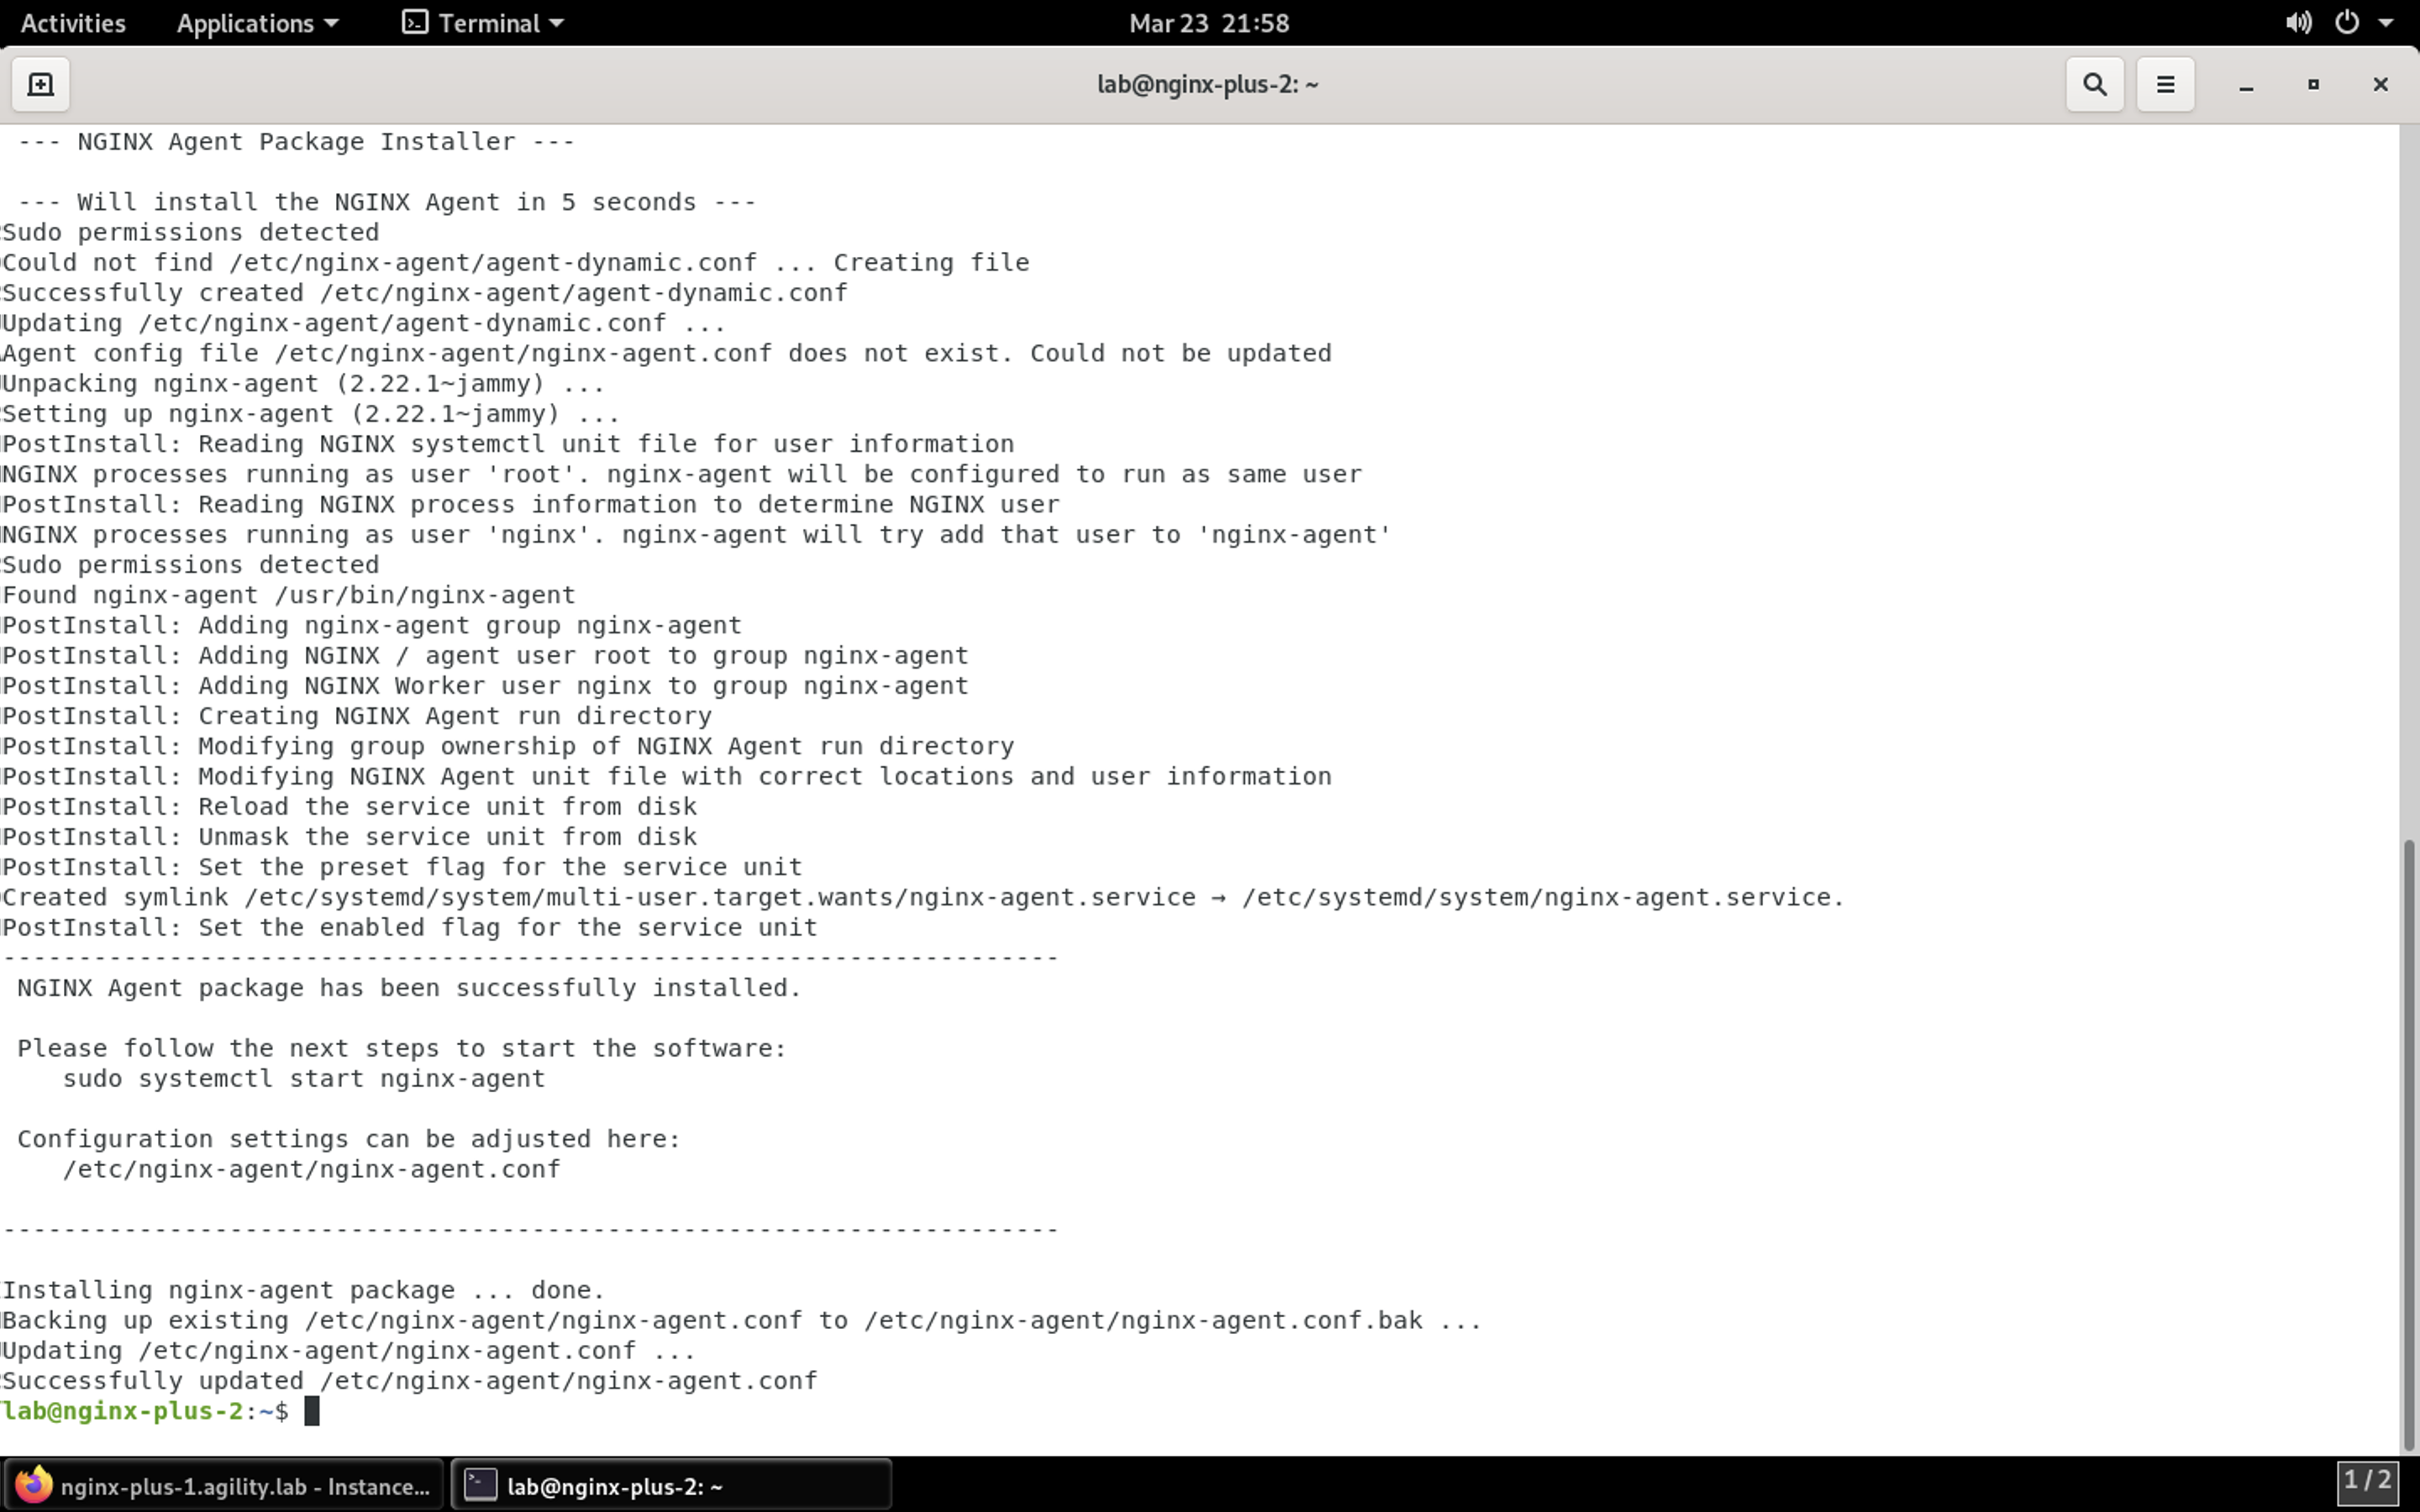 Activities Applications Terminal Mar 23 21:58
lab@nginx-plus-2: ~
--- NGINX Agent Package Installer ---
--- Will install the NGINX Agent in 5 seconds ---
Sudo permissions detected
Could not find /etc/nginx-agent/agent-dynamic.conf ... Creating file
Successfully created /etc/nginx-agent/agent-dynamic.conf
Updating /etc/nginx-agent/agent-dynamic.conf ...
Agent config file /etc/nginx-agent/nginx-agent.conf does not exist. Could not be updated
Unpacking nginx-agent (2.22.1~jammy) ...
Setting up nginx-agent (2.22.1~jammy) ...
PostInstall: Reading NGINX systemctl unit file for user information
NGINX processes running as user 'root'. nginx-agent will be configured to run as same user
PostInstall: Reading NGINX process information to determine NGINX user
NGINX processes running as user 'nginx'. nginx-agent will try add that user to 'nginx-agent'
Sudo permissions detected
Found nginx-agent /usr/bin/nginx-agent
PostInstall: Adding nginx-agent group nginx-agent
PostInstall: Adding NGINX / agent user root to group nginx-agent
PostInstall: Adding NGINX Worker user nginx to group nginx-agent
PostInstall: Creating NGINX Agent run directory
PostInstall: Modifying group ownership of NGINX Agent run directory
PostInstall: Modifying NGINX Agent unit file with correct locations and user information
PostInstall: Reload the service unit from disk
PostInstall: Unmask the service unit from disk
PostInstall: Set the preset flag for the service unit
Created symlink /etc/systemd/system/multi-user.target.wants/nginx-agent.service → /etc/systemd/system/nginx-agent.service.
PostInstall: Set the enabled flag for the service unit
----------------------------------------------------------------------
NGINX Agent package has been successfully installed.
Please follow the next steps to start the software:
sudo systemctl start nginx-agent
Configuration settings can be adjusted here:
/etc/nginx-agent/nginx-agent.conf
----------------------------------------------------------------------
Installing nginx-agent package ... done.
Backing up existing /etc/nginx-agent/nginx-agent.conf to /etc/nginx-agent/nginx-agent.conf.bak ...
Updating /etc/nginx-agent/nginx-agent.conf ...
Successfully updated /etc/nginx-agent/nginx-agent.conf
lab@nginx-plus-2:~$
nginx-plus-1.agility.lab - Instance... lab@nginx-plus-2: ~ 1 / 2